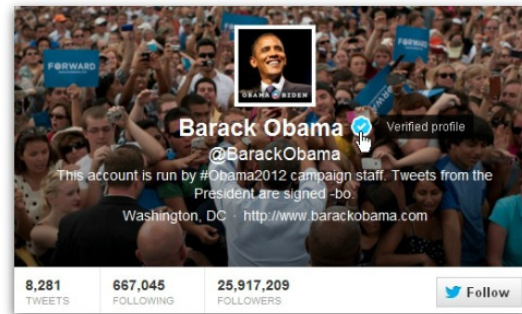 FORWARD
FORWARD
OBAMA BIDEN
Barack Obama Verified profile
@BarackObama
This account is run by #Obama2012 campaign staff. Tweets from the
President are signed -bo.
Washington, DC · http://www.barackobama.com
8,281 667,045 25,917,209 Follow
TWEETS FOLLOWING FOLLOWERS